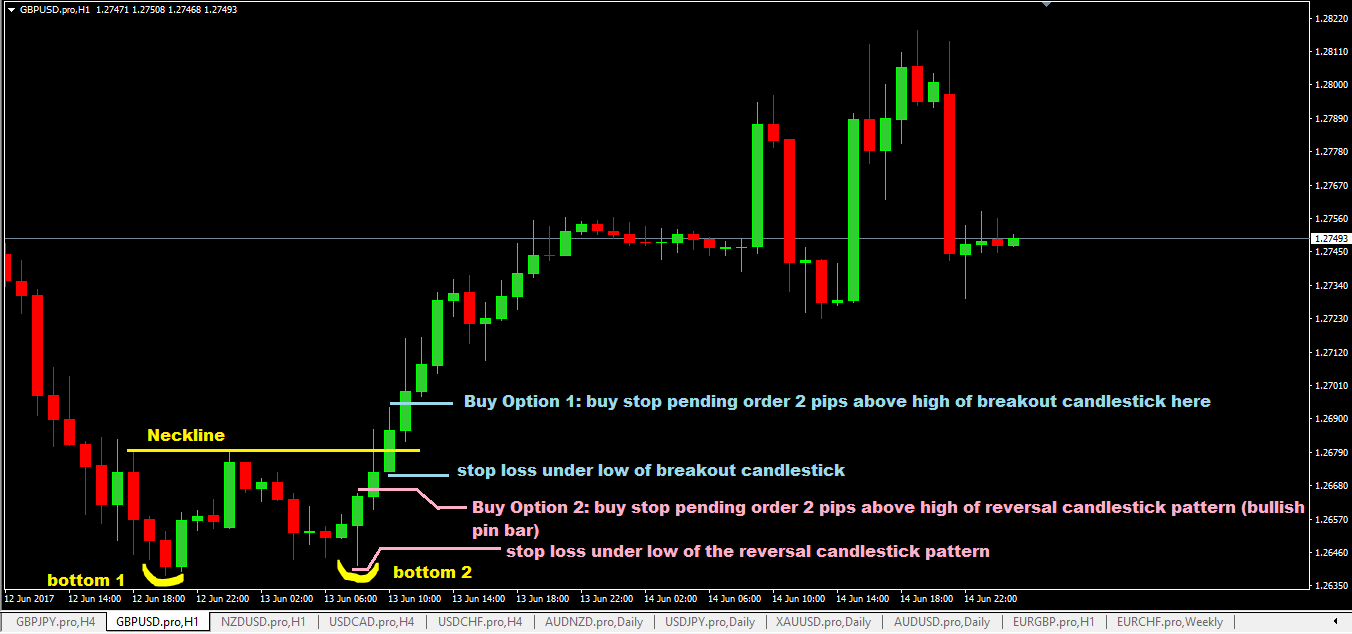 GBPUSD.pro,H1 1.27471 1.27508 1.27468 1.27493
1.28220
1.28110
1.28000
1.27890
1.27780
1.27670
1.27560
1.27493
1.27450
1.27340
1.27230
1.27120
1.27010
Buy Option 1: buy stop pending order 2 pips above high of breakout candlestick here
1.26900
Neckline
1.26790
stop loss under low of breakout candlestick
1.26680
Buy Option 2: buy stop pending order 2 pips above high of reversal candlestick pattern (bullish
pin bar)
1.26570
stop loss under low of the reversal candlestick pattern
1.26460
bottom 1
bottom 2
1.26350
12 Jun 2017 12 Jun 14:00 12 Jun 18:00 12 Jun 22:00 13 Jun 02:00 13 Jun 06:00 13 Jun 10:00 13 Jun 14:00 13 Jun 18:00 13 Jun 22:00 14 Jun 02:00 14 Jun 06:00 14 Jun 10:00 14 Jun 14:00 14 Jun 18:00 14 Jun 22:00
GBPJPY.pro,H4 GBPUSD.pro,H1 NZDUSD.pro,H1 USDCAD.pro,H4 USDCHF.pro,H4 AUDNZD.pro,Daily USDJPY.pro,Daily XAUUSD.pro,Daily AUDUSD.pro,Daily EURGBP.pro,H1 EURCHF.pro,Weekly